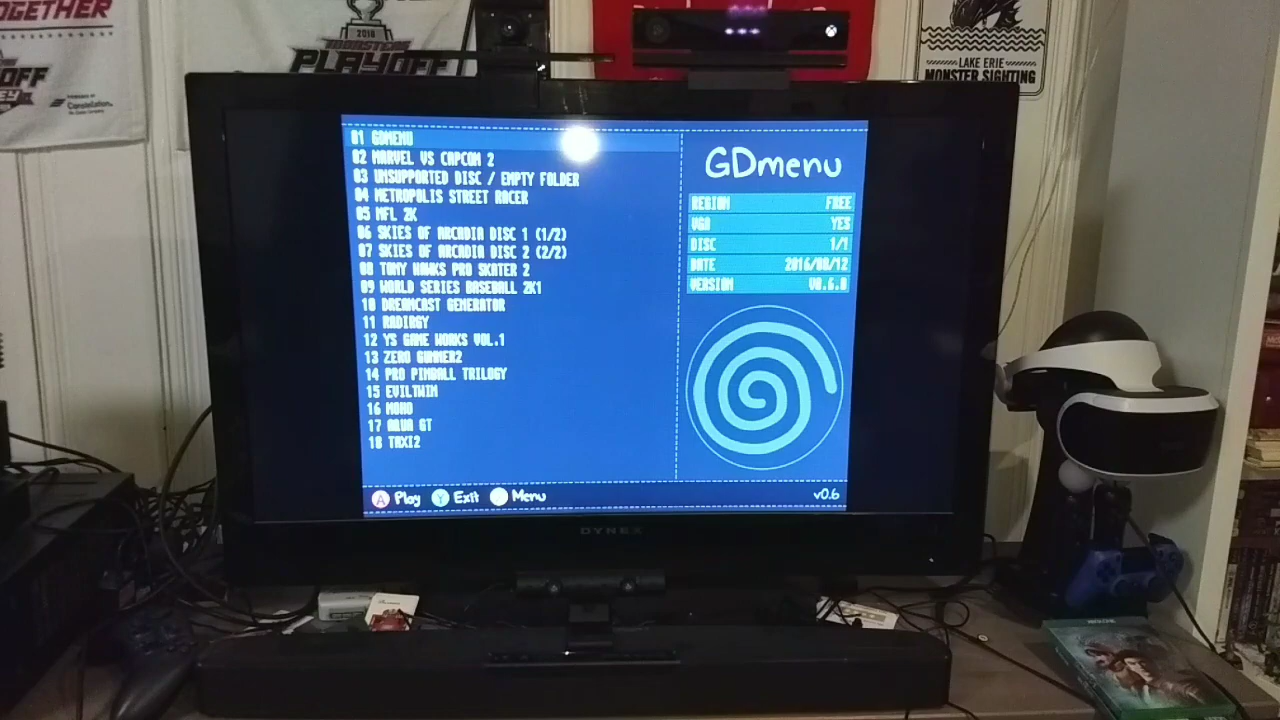 TOGETHER
2018
MONSTERS
PLAYOFF
OFF
Constellation
LAKE ERIE
MONSTER SIGHTING
01 GDMENU
02 MARVEL VS CAPCOM 2
03 UNSUPPORTED DISC / EMPTY FOLDER
04 METROPOLIS STREET RACER
05 NFL 2K
06 SKIES OF ARCADIA DISC 1 (1/2)
07 SKIES OF ARCADIA DISC 2 (2/2)
08 TONY HAWKS PRO SKATER 2
09 WORLD SERIES BASEBALL 2K1
10 DREAMCAST GENERATOR
11 RADIRGY
12 YS GAME WORKS VOL.1
13 ZERO GUNNER2
14 PRO PINBALL TRILOGY
15 EVILTWIN
16 MOHO
17 AQUA GT
18 TAXI2
GDmenu
REGION FREE
VGA YES
DISC 1/1
DATE 2016/08/12
VERSION V0.6.0
A Play Y Exit Menu
v0.6
DYNEX